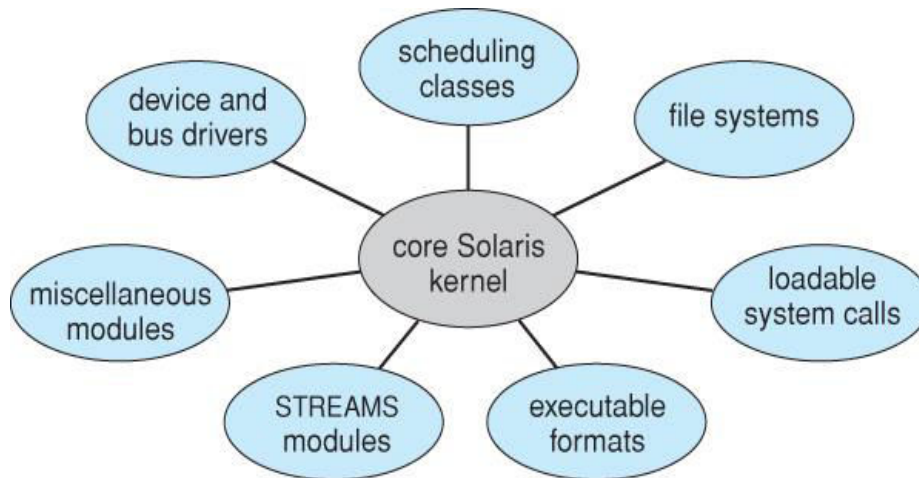 scheduling
classes
device and
bus drivers
file systems
core Solaris
kernel
miscellaneous
modules
loadable
system calls
STREAMS
modules
executable
formats